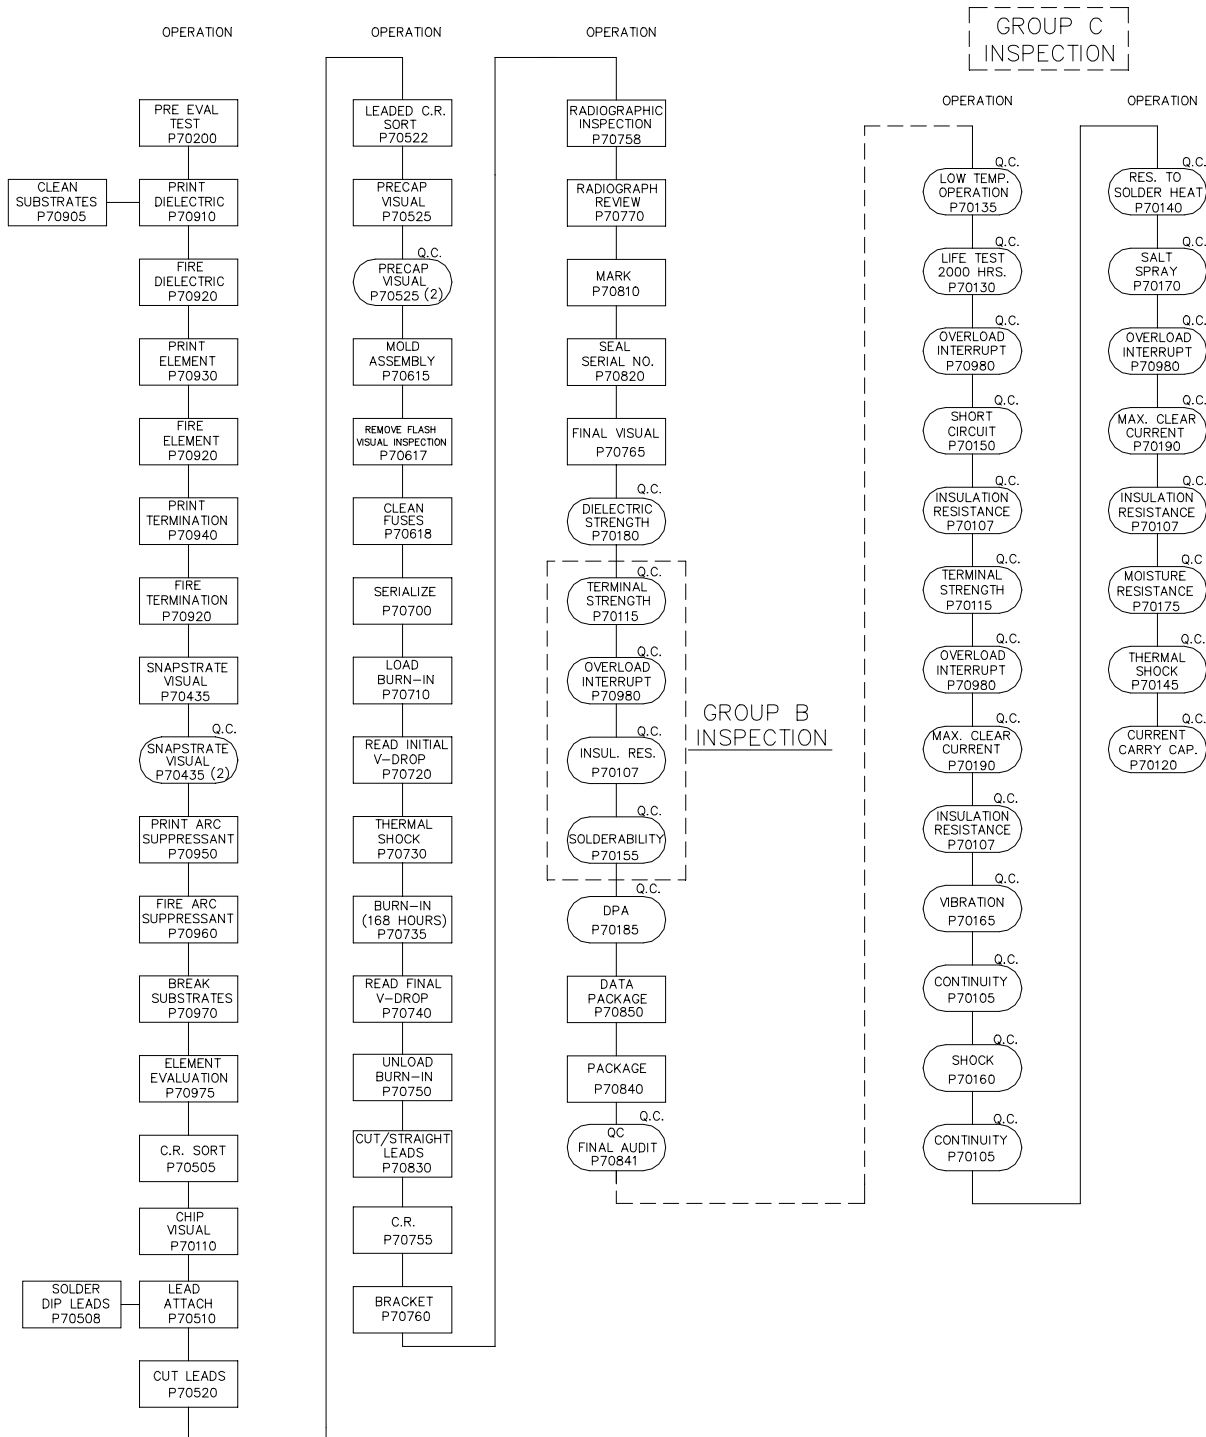 OPERATION
PRE EVAL
TEST
P70200
CLEAN
SUBSTRATES
P70905
PRINT
DIELECTRIC
P70910
FIRE
DIELECTRIC
P70920
PRINT
ELEMENT
P70930
FIRE
ELEMENT
P70920
PRINT
TERMINATION
P70940
FIRE
TERMINATION
P70920
SNAPSTRATE
VISUAL
P70435
Q.C.
SNAPSTRATE
VISUAL
P70435 (2)
PRINT ARC
SUPPRESSANT
P70950
FIRE ARC
SUPPRESSANT
P70960
BREAK
SUBSTRATES
P70970
ELEMENT
EVALUATION
P70975
C.R. SORT
P70505
CHIP
VISUAL
P70110
SOLDER
DIP LEADS
P70508
LEAD
ATTACH
P70510
CUT LEADS
P70520
OPERATION
LEADED C.R.
SORT
P70522
PRECAP
VISUAL
P70525
Q.C.
PRECAP
VISUAL
P70525 (2)
MOLD
ASSEMBLY
P70615
REMOVE FLASH
VISUAL INSPECTION
P70617
CLEAN
FUSES
P70618
SERIALIZE
P70700
LOAD
BURN-IN
P70710
READ INITIAL
V-DROP
P70720
THERMAL
SHOCK
P70730
BURN-IN
(168 HOURS)
P70735
READ FINAL
V-DROP
P70740
UNLOAD
BURN-IN
P70750
CUT/STRAIGHT
LEADS
P70830
C.R.
P70755
BRACKET
P70760
OPERATION
RADIOGRAPHIC
INSPECTION
P70758
RADIOGRAPH
REVIEW
P70770
MARK
P70810
SEAL
SERIAL NO.
P70820
FINAL VISUAL
P70765
Q.C.
DIELECTRIC
STRENGTH
P70180
Q.C.
TERMINAL
STRENGTH
P70115
Q.C.
OVERLOAD
INTERRUPT
P70980
Q.C.
INSUL. RES.
P70107
Q.C.
SOLDERABILITY
P70155
GROUP B
INSPECTION
Q.C.
DPA
P70185
DATA
PACKAGE
P70850
PACKAGE
P70840
Q.C.
QC
FINAL AUDIT
P70841
GROUP C
INSPECTION
OPERATION
Q.C.
LOW TEMP.
OPERATION
P70135
Q.C.
LIFE TEST
2000 HRS.
P70130
Q.C.
OVERLOAD
INTERRUPT
P70980
Q.C.
SHORT
CIRCUIT
P70150
Q.C.
INSULATION
RESISTANCE
P70107
Q.C.
TERMINAL
STRENGTH
P70115
Q.C.
OVERLOAD
INTERRUPT
P70980
Q.C.
MAX. CLEAR
CURRENT
P70190
Q.C.
INSULATION
RESISTANCE
P70107
Q.C.
VIBRATION
P70165
Q.C.
CONTINUITY
P70105
Q.C.
SHOCK
P70160
Q.C.
CONTINUITY
P70105
OPERATION
Q.C.
RES. TO
SOLDER HEAT
P70140
Q.C.
SALT
SPRAY
P70170
Q.C.
OVERLOAD
INTERRUPT
P70980
Q.C.
MAX. CLEAR
CURRENT
P70190
Q.C.
INSULATION
RESISTANCE
P70107
Q.C
MOISTURE
RESISTANCE
P70175
Q.C.
THERMAL
SHOCK
P70145
Q.C.
CURRENT
CARRY CAP.
P70120